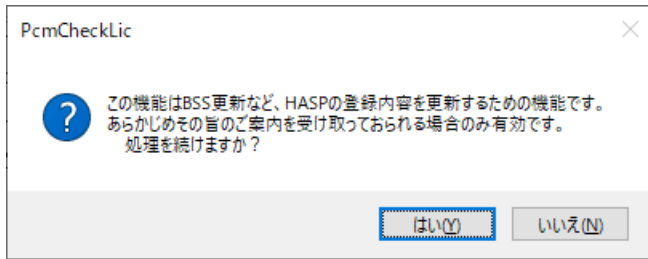 PcmCheckLic
この機能はBSS更新など、HASPの登録内容を更新するための機能です。
あらかじめその旨のご案内を受け取っておられる場合のみ有効です。
処理を続けますか？
はい(Y)
いいえ(N)